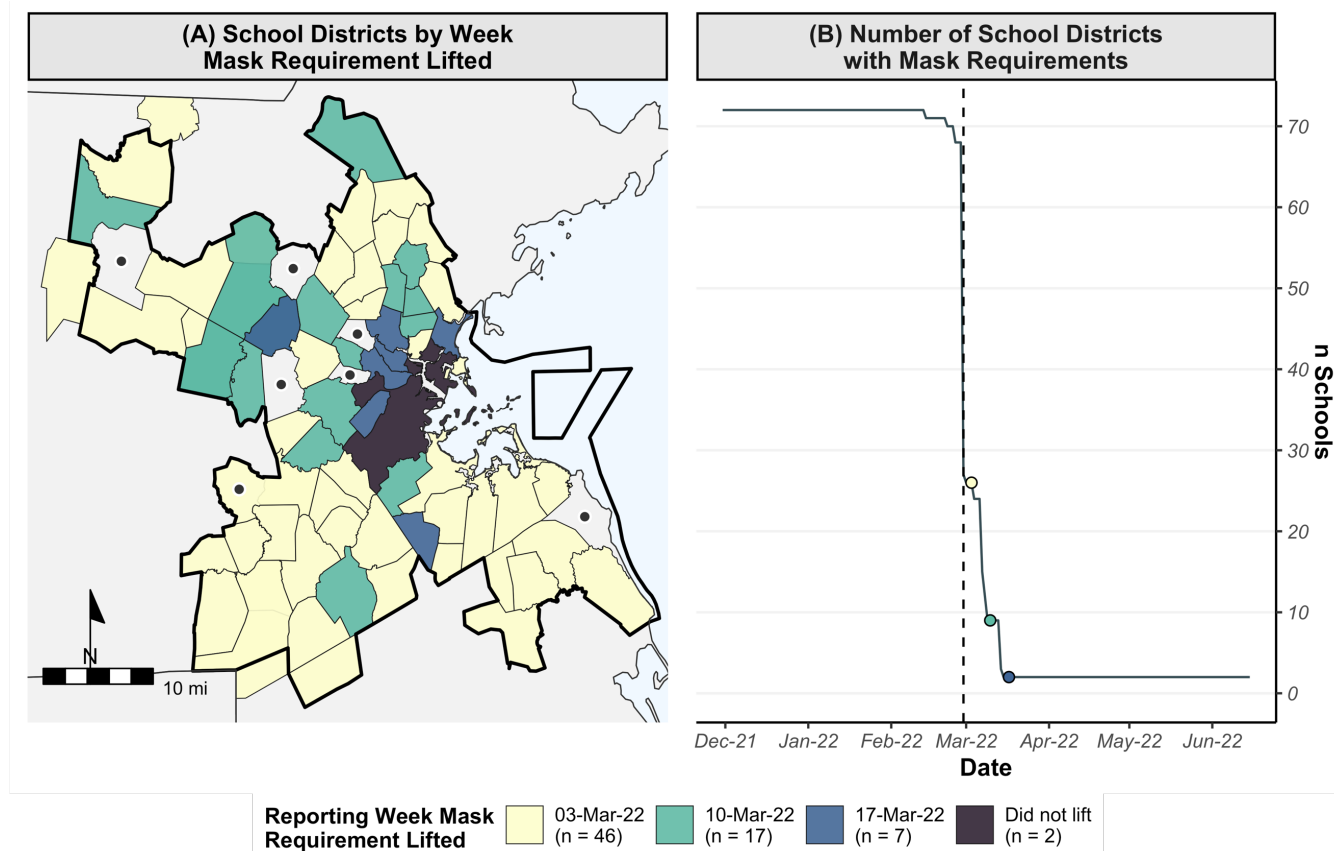 (A) School Districts by Week
Mask Requirement Lifted
(B) Number of School Districts
with Mask Requirements
N
10 mi
70
60
50
40
30
20
10
0
n Schools
Dec-21
Jan-22
Feb-22
Mar-22
Apr-22
May-22
Jun-22
Date
Reporting Week Mask
Requirement Lifted
03-Mar-22
(n = 46)
10-Mar-22
(n = 17)
17-Mar-22
(n = 7)
Did not lift
(n = 2)